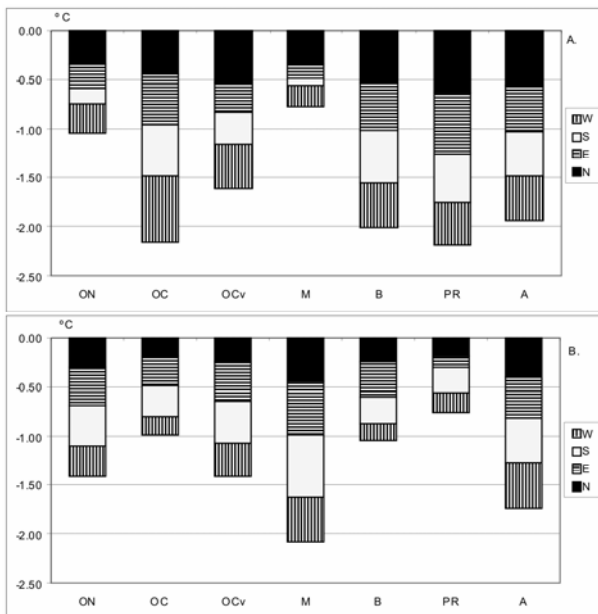 °C
A.
0.00
-0.50
-1.00
-1.50
-2.00
-2.50
W
S
E
N
ON OC OCv M B PR A
°C
B.
0.00
-0.50
-1.00
-1.50
-2.00
-2.50
W
S
E
N
ON OC OCv M B PR A